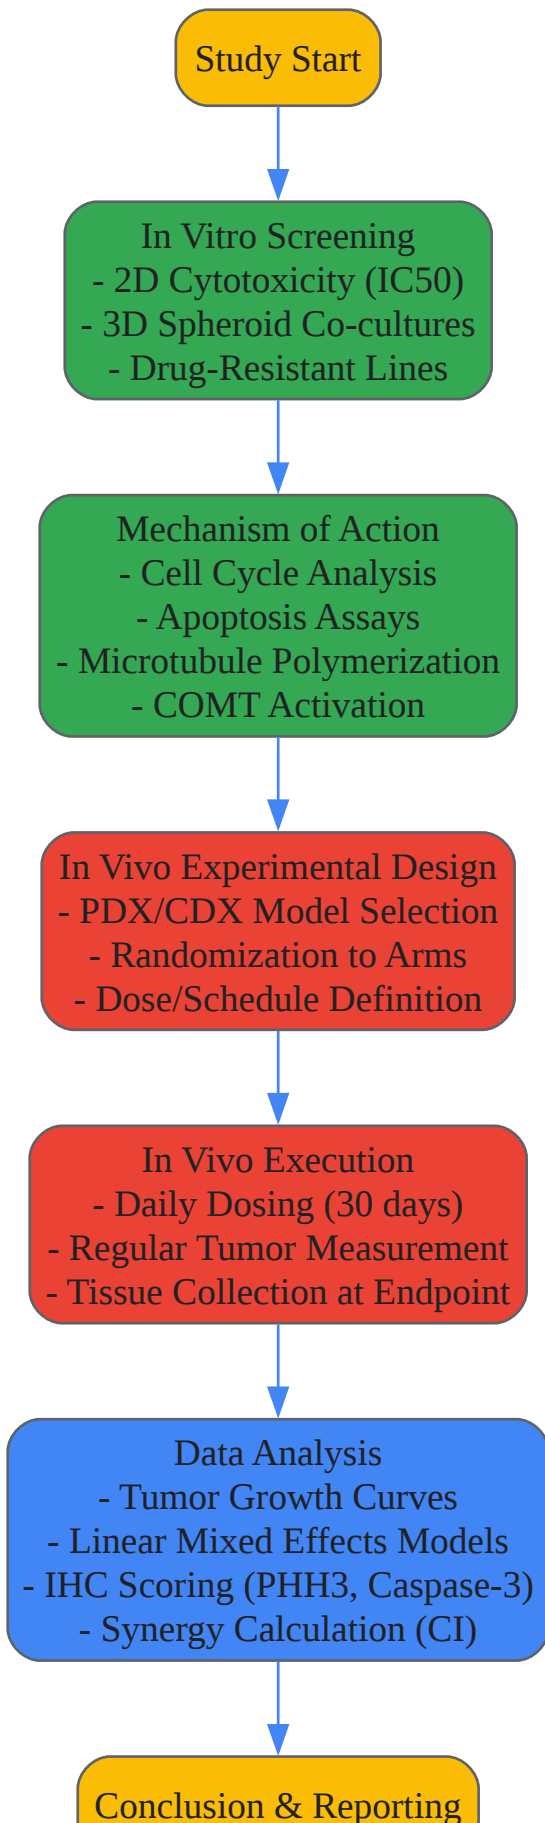 Study Start
In Vitro Screening
- 2D Cytotoxicity (IC50)
- 3D Spheroid Co-cultures
- Drug-Resistant Lines
Mechanism of Action
- Cell Cycle Analysis
- Apoptosis Assays
- Microtubule Polymerization
- COMT Activation
In Vivo Experimental Design
- PDX/CDX Model Selection
- Randomization to Arms
- Dose/Schedule Definition
In Vivo Execution
- Daily Dosing (30 days)
- Regular Tumor Measurement
- Tissue Collection at Endpoint
Data Analysis
- Tumor Growth Curves
- Linear Mixed Effects Models
- IHC Scoring (PHH3, Caspase-3)
- Synergy Calculation (CI)
Conclusion & Reporting